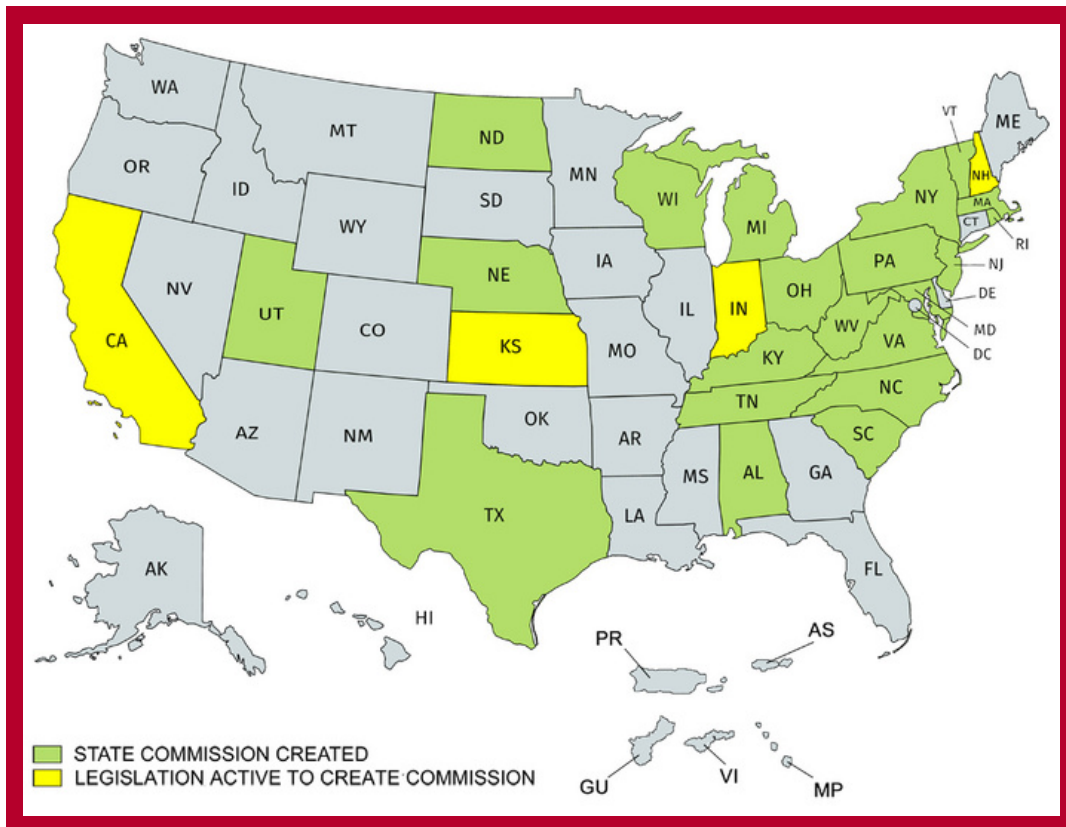 WA
MT
ND
MN
VT
ME
OR
ID
SD
WI
MI
NY
NH
MA
CT
RI
WY
IA
NE
PA
NJ
NV
UT
CO
IL
IN
OH
DE
MD
DC
CA
KS
MO
WV
VA
KY
NC
TN
AZ
NM
OK
AR
SC
MS
AL
GA
TX
LA
AK
FL
HI
PR
AS
STATE COMMISSION CREATED
LEGISLATION ACTIVE TO CREATE COMMISSION
GU
VI
MP